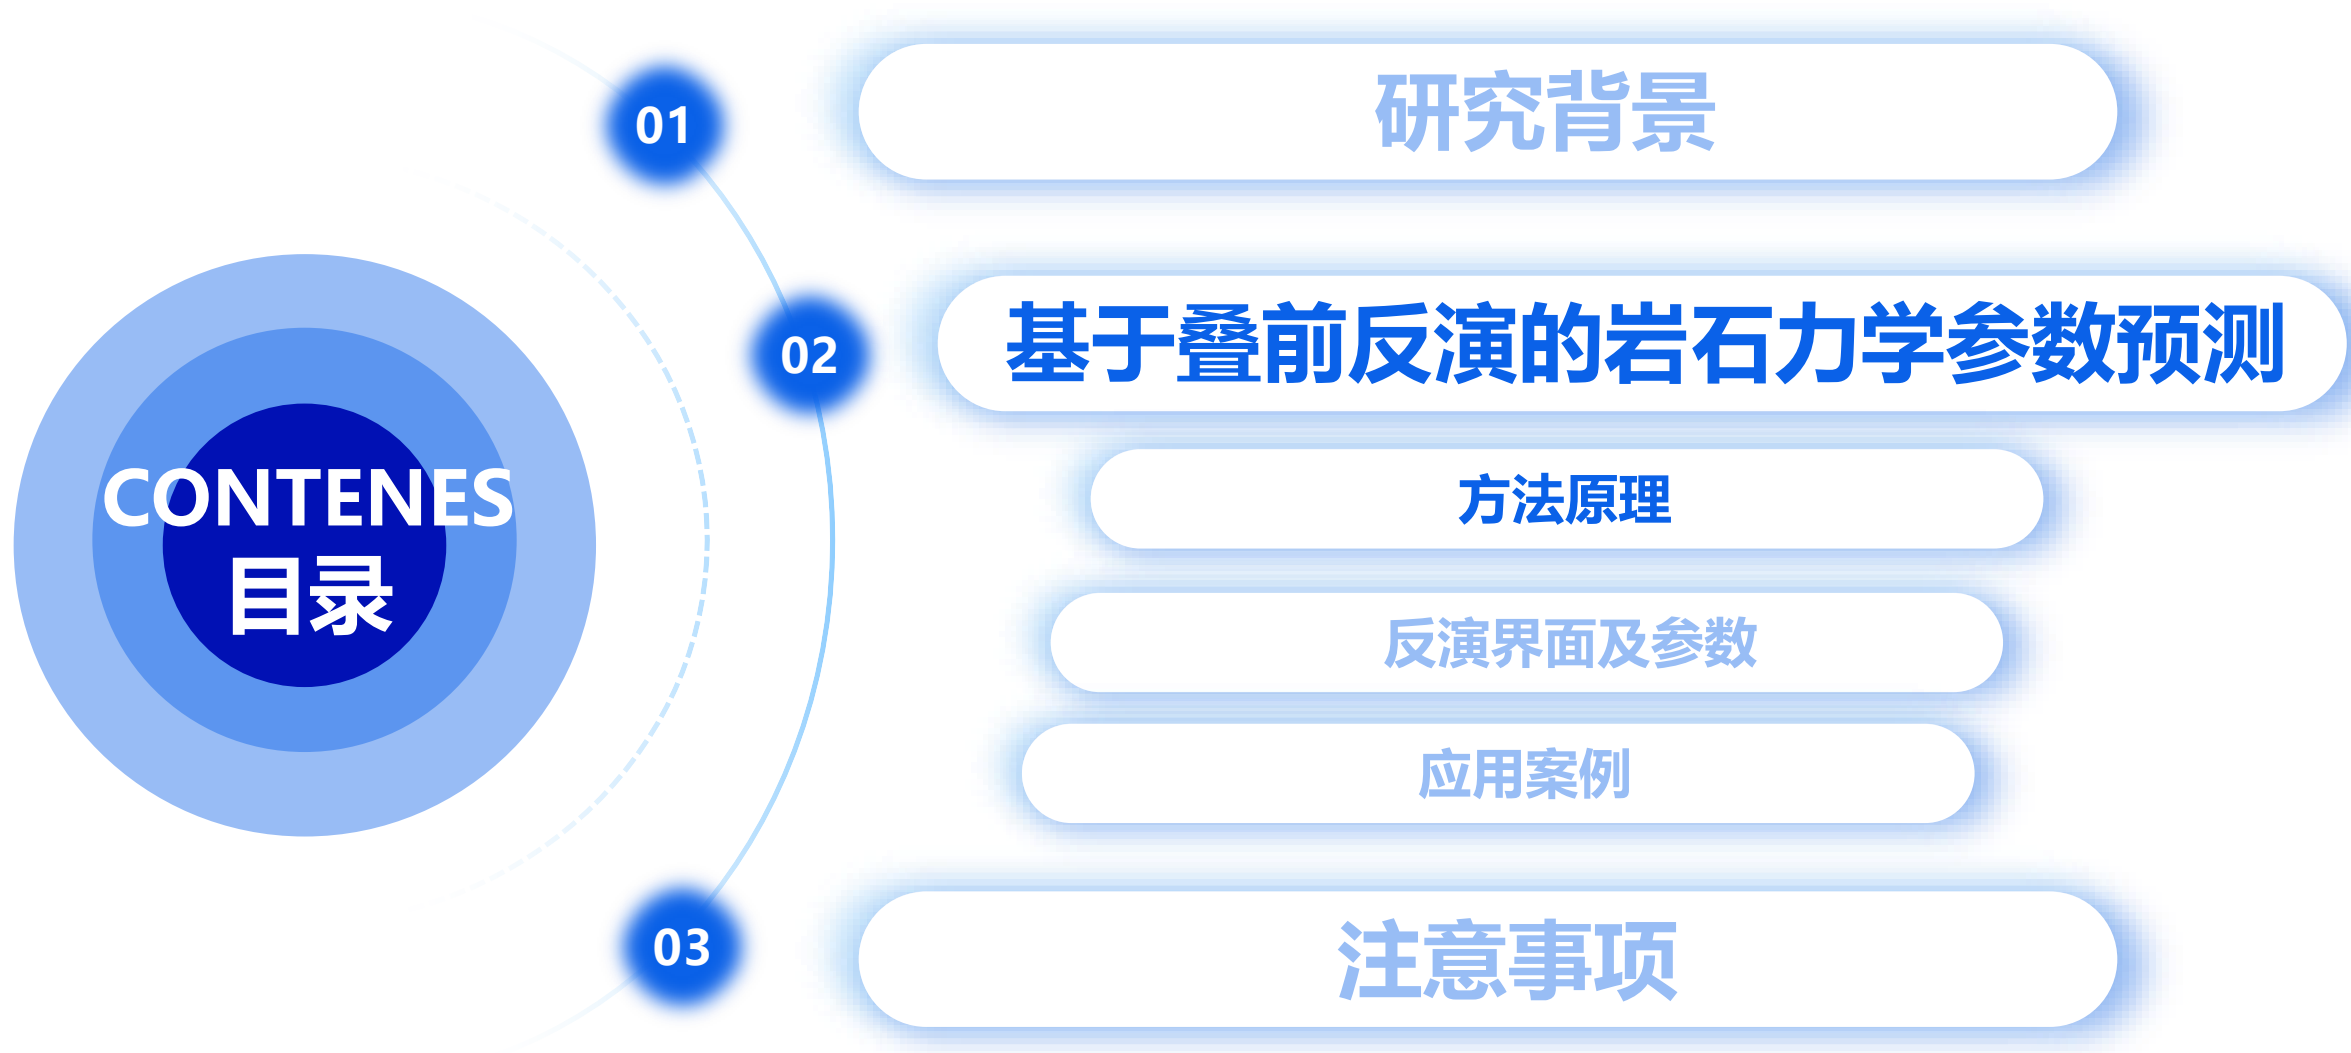 CONTENES
目录
01
研究背景
02
基于叠前反演的岩石力学参数预测
方法原理
反演界面及参数
应用案例
03
注意事项